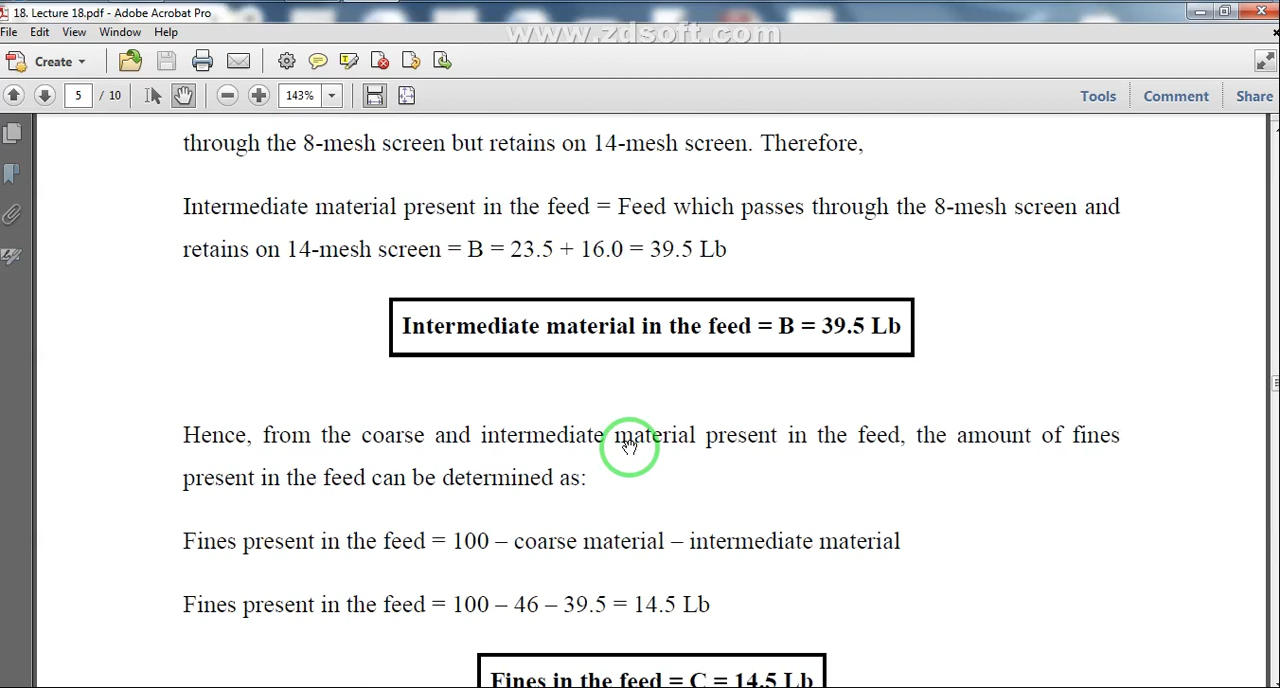 18. Lecture 18.pdf - Adobe Acrobat Pro
File Edit View Window Help
www.zdsoft.com
Create
5 / 10 143% Tools Comment Share
through the 8-mesh screen but retains on 14-mesh screen. Therefore,
Intermediate material present in the feed = Feed which passes through the 8-mesh screen and
retains on 14-mesh screen = B = 23.5 + 16.0 = 39.5 Lb
Intermediate material in the feed = B = 39.5 Lb
Hence, from the coarse and intermediate material present in the feed, the amount of fines
present in the feed can be determined as:
Fines present in the feed = 100 – coarse material – intermediate material
Fines present in the feed = 100 – 46 – 39.5 = 14.5 Lb
Fines in the feed = C = 14.5 Lb